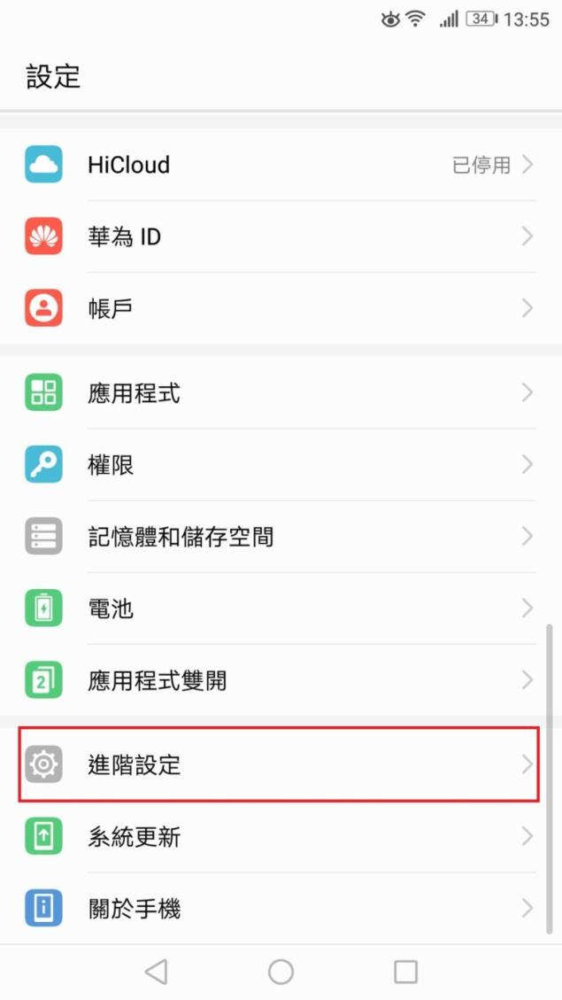 34 13:55
設定
HiCloud 已停用
華為 ID
帳戶
應用程式
權限
記憶體和儲存空間
電池
2 應用程式雙開
進階設定
系統更新
關於手機